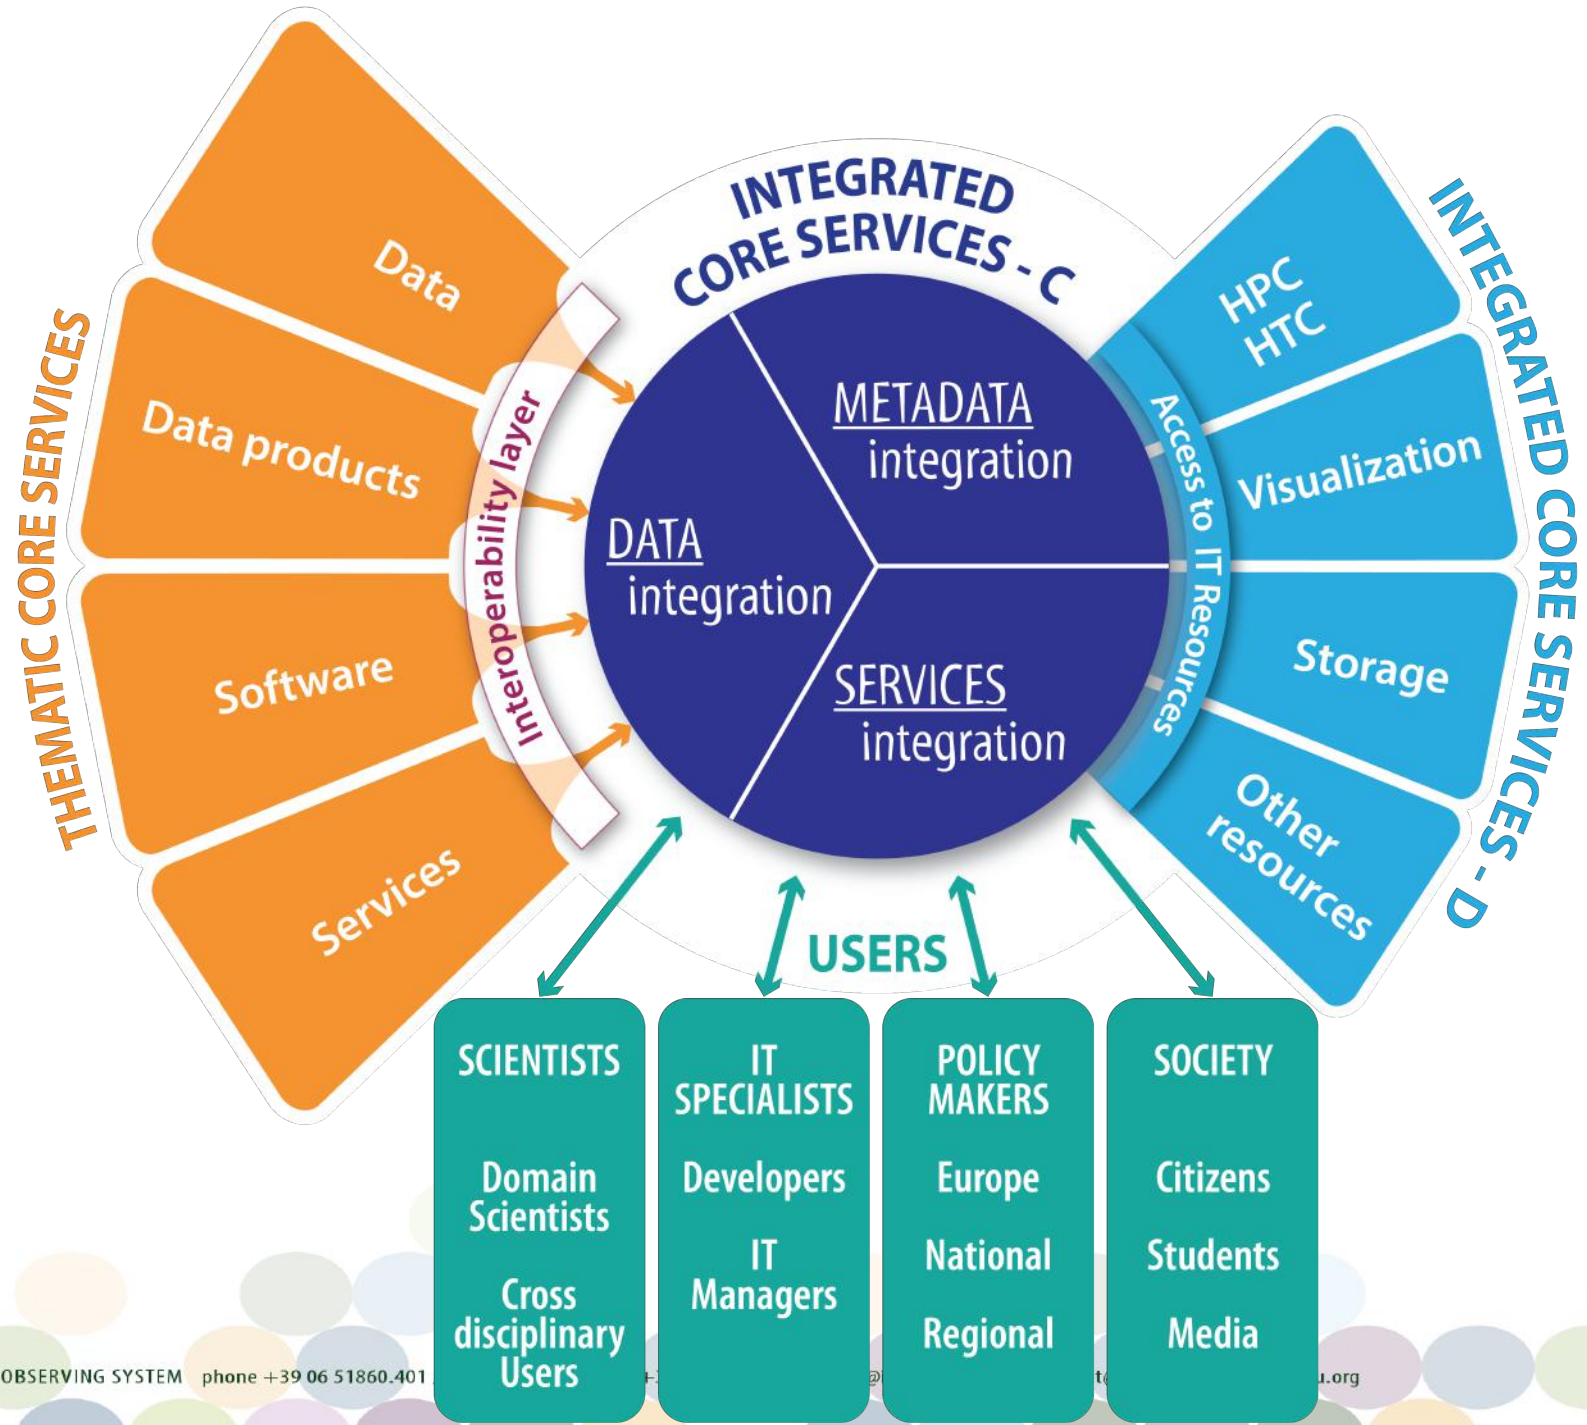 THEMATIC CORE SERVICES
Data
Data products
Software
Services
Interoperability layer
INTEGRATED
CORE SERVICES - C
METADATA
integration
DATA
integration
SERVICES
integration
Access to IT Resources
HPC
HTC
Visualization
Storage
Other
resources
INTEGRATED CORE SERVICES - D
USERS
SCIENTISTS
Domain
Scientists
Cross
disciplinary
Users
IT
SPECIALISTS
Developers
IT
Managers
POLICY
MAKERS
Europe
National
Regional
SOCIETY
Citizens
Students
Media
OBSERVING SYSTEM phone +39 06 51860.401
u.org